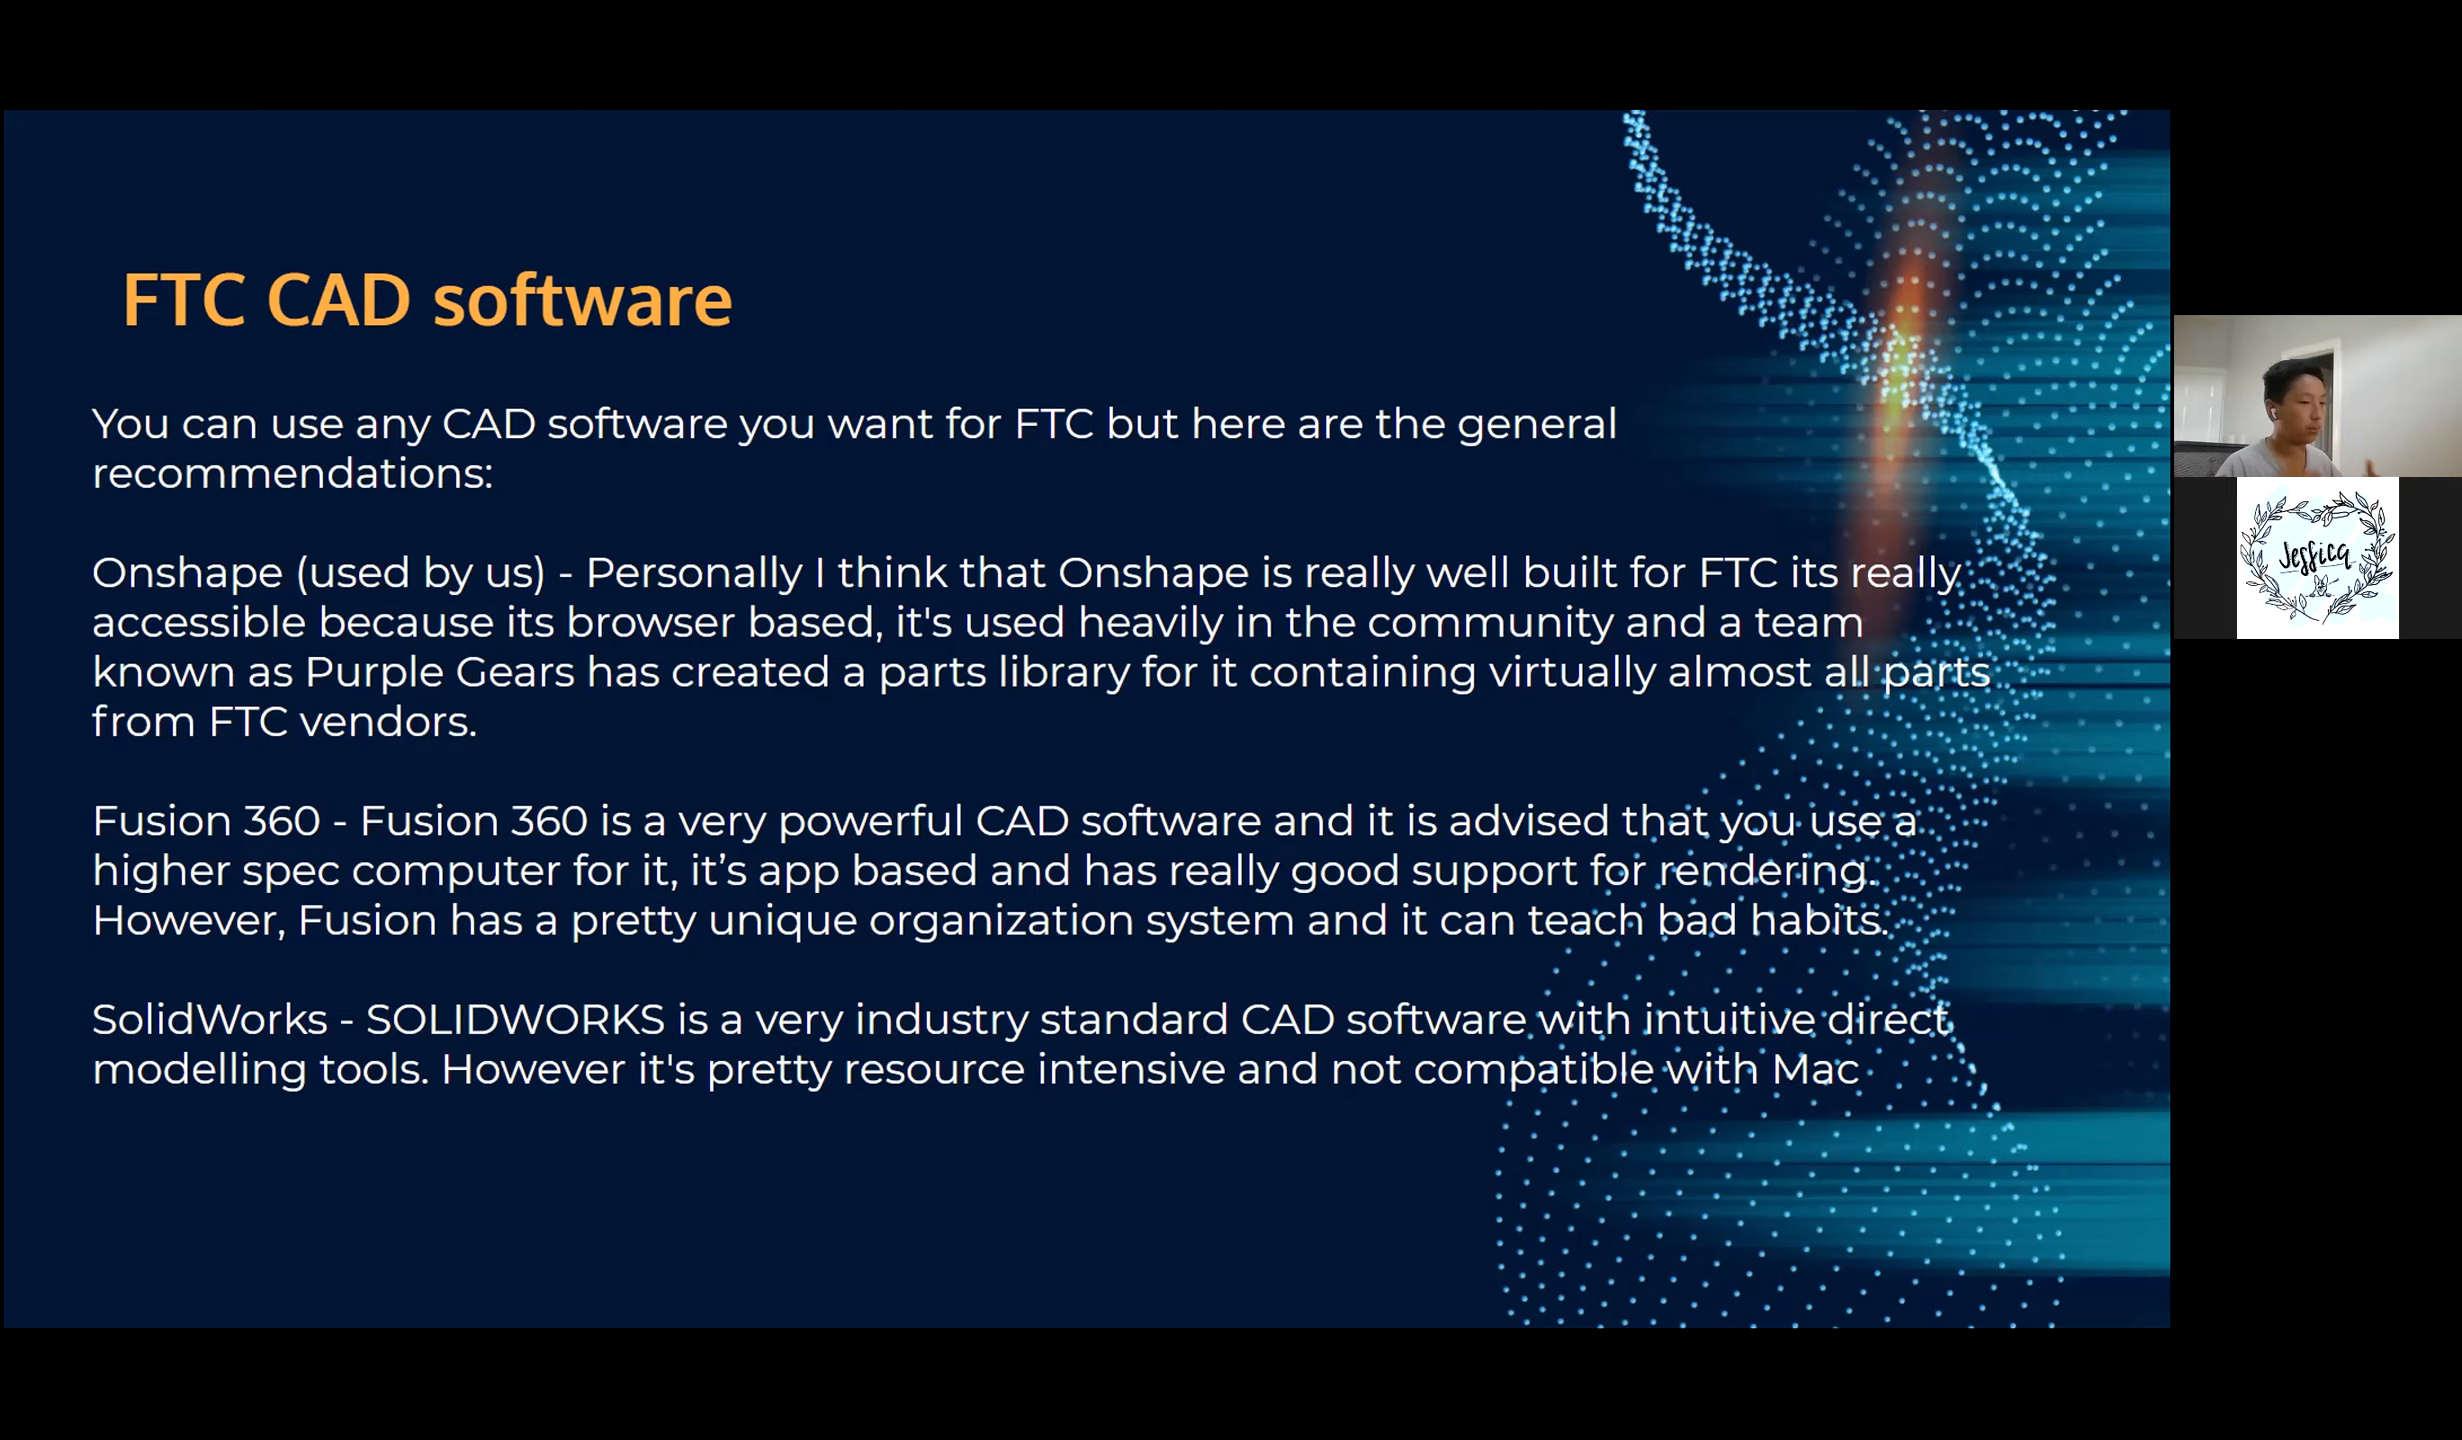 FTC CAD software
You can use any CAD software you want for FTC but here are the general
recommendations:
Onshape (used by us) - Personally I think that Onshape is really well built for FTC its really
accessible because its browser based, it's used heavily in the community and a team
known as Purple Gears has created a parts library for it containing virtually almost all parts
from FTC vendors.
Fusion 360 - Fusion 360 is a very powerful CAD software and it is advised that you use a
higher spec computer for it, it’s app based and has really good support for rendering.
However, Fusion has a pretty unique organization system and it can teach bad habits.
SolidWorks - SOLIDWORKS is a very industry standard CAD software with intuitive direct
modelling tools. However it's pretty resource intensive and not compatible with Mac
Jessica